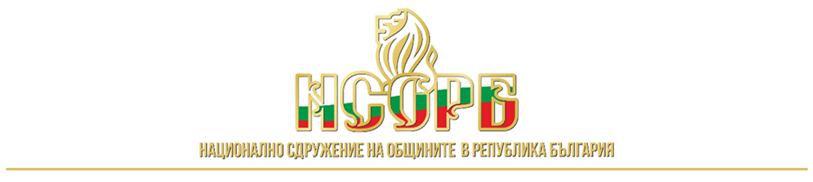 НСОРБ
НАЦИОНАЛНО СДРУЖЕНИЕ НА ОБЩИНИТЕ В РЕПУБЛИКА БЪЛГАРИЯ